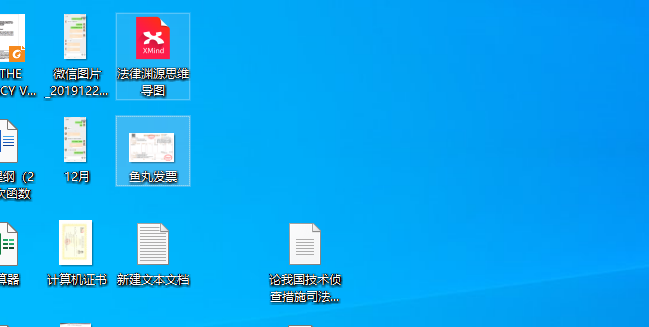 THE
CY V...
微信图片
_2019122...
XMind
法律渊源思维
导图
纲（2
次函数
12月
鱼丸发票
算器
计算机证书
新建文本文档
论我国技术侦
查措施司法...